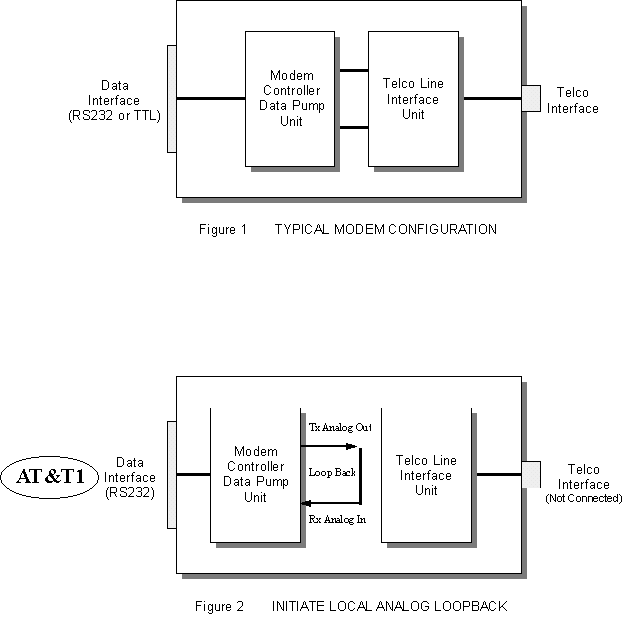 Data
Interface
(RS232 or TTL)
Modem
Controller
Data Pump
Unit
Telco Line
Interface
Unit
Telco
Interface
Figure 1 TYPICAL MODEM CONFIGURATION
AT&T1
Data
Interface
(RS232)
Modem
Controller
Data Pump
Unit
Tx Analog Out
Loop Back
Rx Analog In
Telco Line
Interface
Unit
Telco
Interface
(Not Connected)
Figure 2 INITIATE LOCAL ANALOG LOOPBACK